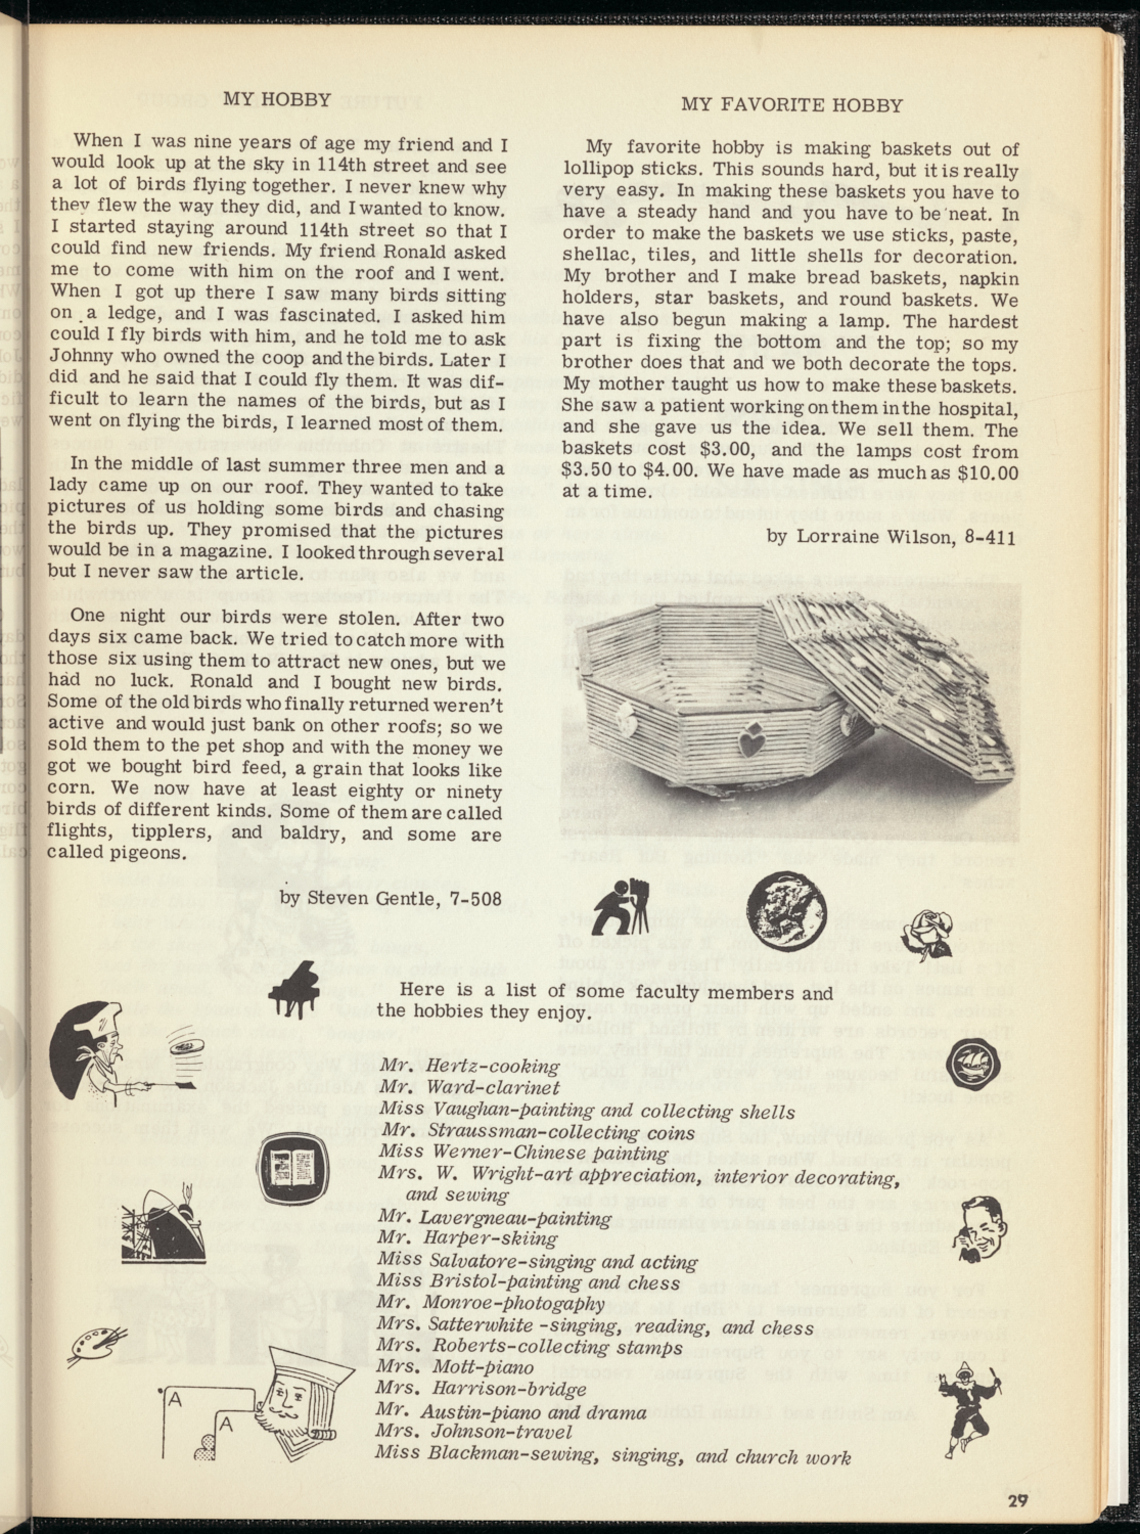 MY HOBBY
When I was nine years of age my friend and I
would look up at the sky in 114th street and see
a lot of birds flying together. I never knew why
they flew the way they did, and I wanted to know.
I started staying around 114th street so that I
could find new friends. My friend Ronald asked
me to come with him on the roof and I went.
When I got up there I saw many birds sitting
on a ledge, and I was fascinated. I asked him
could I fly birds with him, and he told me to ask
Johnny who owned the coop and the birds. Later I
did and he said that I could fly them. It was dif-
ficult to learn the names of the birds, but as I
went on flying the birds, I learned most of them.
In the middle of last summer three men and a
lady came up on our roof. They wanted to take
pictures of us holding some birds and chasing
the birds up. They promised that the pictures
would be in a magazine. I looked through several
but I never saw the article.
One night our birds were stolen. After two
days six came back. We tried to catch more with
those six using them to attract new ones, but we
had no luck. Ronald and I bought new birds.
Some of the old birds who finally returned weren't
active and would just bank on other roofs; so we
sold them to the pet shop and with the money we
got we bought bird feed, a grain that looks like
corn. We now have at least eighty or ninety
birds of different kinds. Some of them are called
flights, tipplers, and baldry, and some are
called pigeons.
by Steven Gentle, 7-508
MY FAVORITE HOBBY
My favorite hobby is making baskets out of
lollipop sticks. This sounds hard, but it is really
very easy. In making these baskets you have to
have a steady hand and you have to be neat. In
order to make the baskets we use sticks, paste,
shellac, tiles, and little shells for decoration.
My brother and I make bread baskets, napkin
holders, star baskets, and round baskets. We
have also begun making a lamp. The hardest
part is fixing the bottom and the top; so my
brother does that and we both decorate the tops.
My mother taught us how to make these baskets.
She saw a patient working on them in the hospital,
and she gave us the idea. We sell them. The
baskets cost $3.00, and the lamps cost from
$3.50 to $4.00. We have made as much as $10.00
at a time.
by Lorraine Wilson, 8-411
Here is a list of some faculty members and
the hobbies they enjoy.
Mr. Hertz-cooking
Mr. Ward-clarinet
Miss Vaughan-painting and collecting shells
Mr. Straussman-collecting coins
Miss Werner-Chinese painting
Mrs. W. Wright-art appreciation, interior decorating,
and sewing
Mr. Lavergneau-painting
Mr. Harper-skiing
Miss Salvatore-singing and acting
Miss Bristol-painting and chess
Mr. Monroe-photogaphy
Mrs. Satterwhite -singing, reading, and chess
Mrs. Roberts-collecting stamps
Mrs. Mott-piano
Mrs. Harrison-bridge
Mr. Austin-piano and drama
Mrs. Johnson-travel
Miss Blackman-sewing, singing, and church work
A
A
29